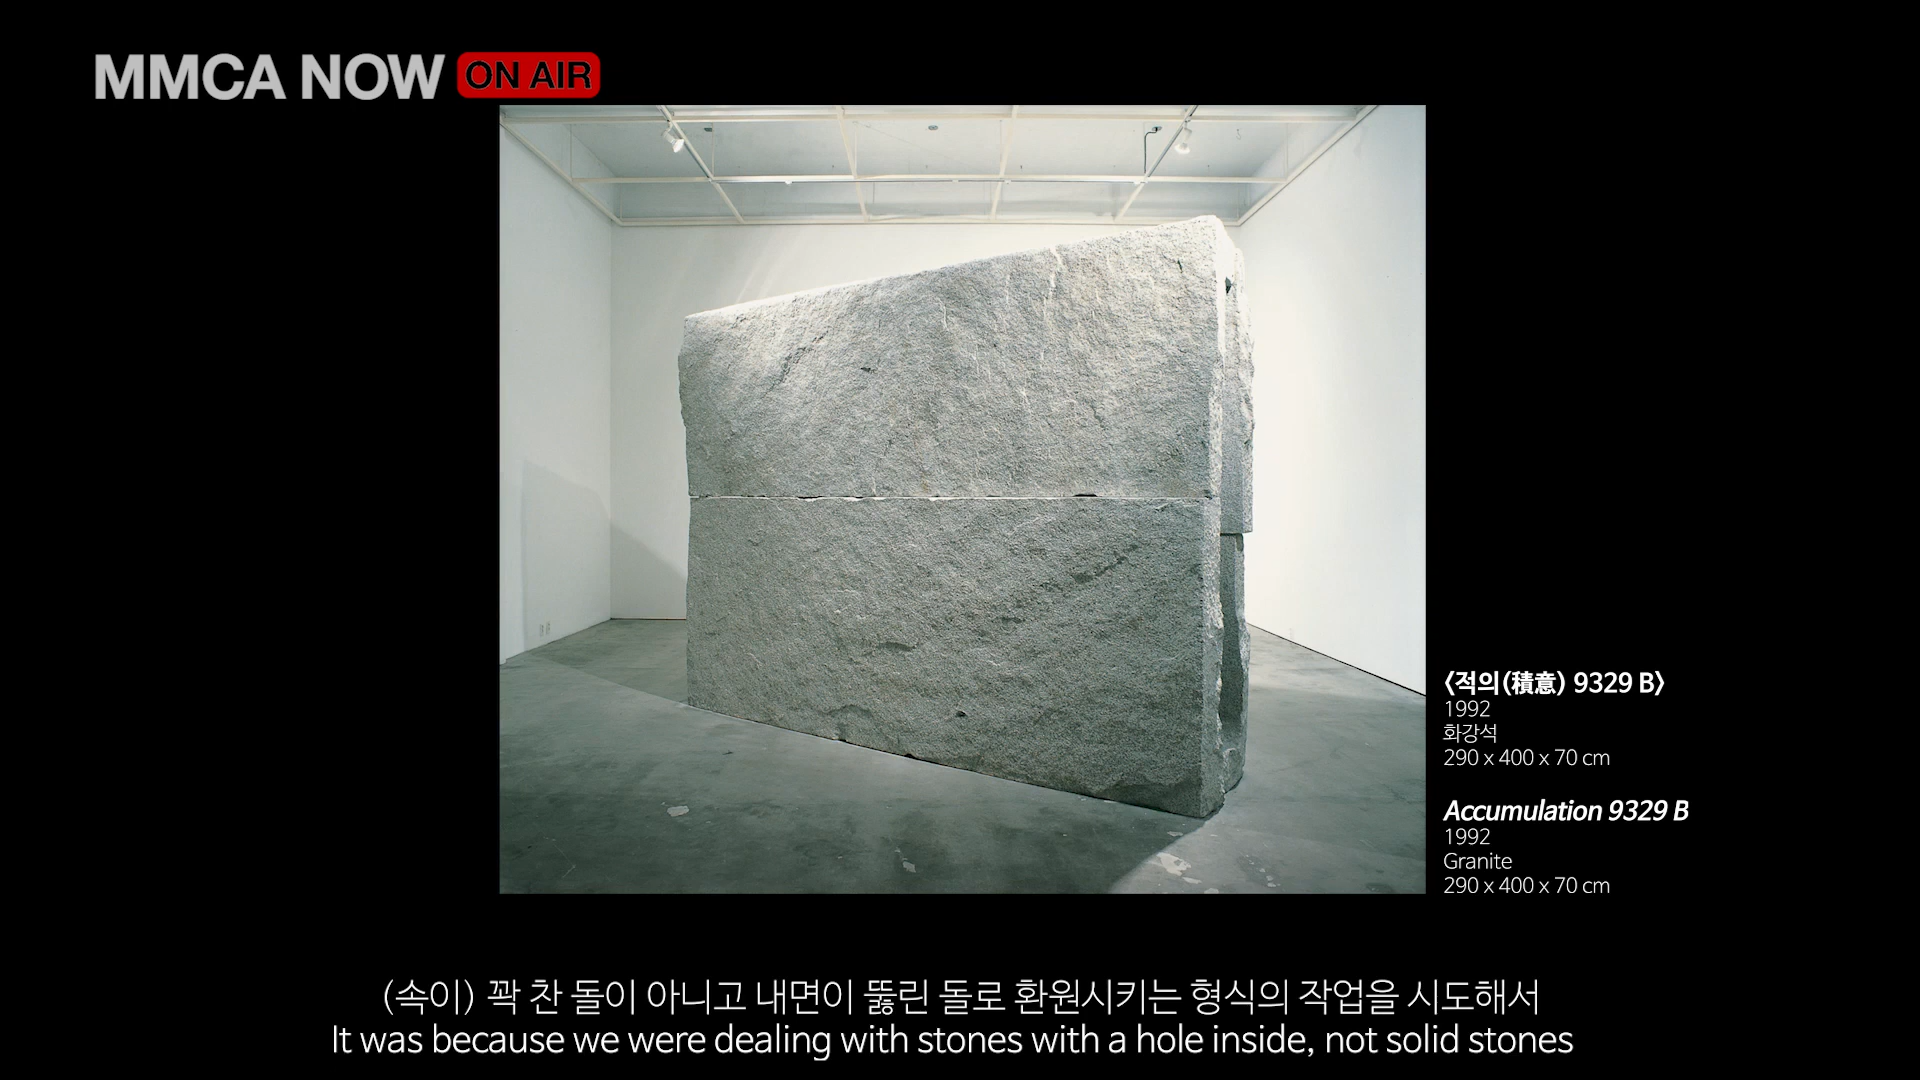 MMCA NOW ON AIR
〈적의(積意) 9329 B〉
1992
화강석
290 x 400 x 70 cm
Accumulation 9329 B
1992
Granite
290 x 400 x 70 cm
(속이) 꽉 찬 돌이 아니고 내면이 뚫린 돌로 환원시키는 형식의 작업을 시도해서
It was because we were dealing with stones with a hole inside, not solid stones